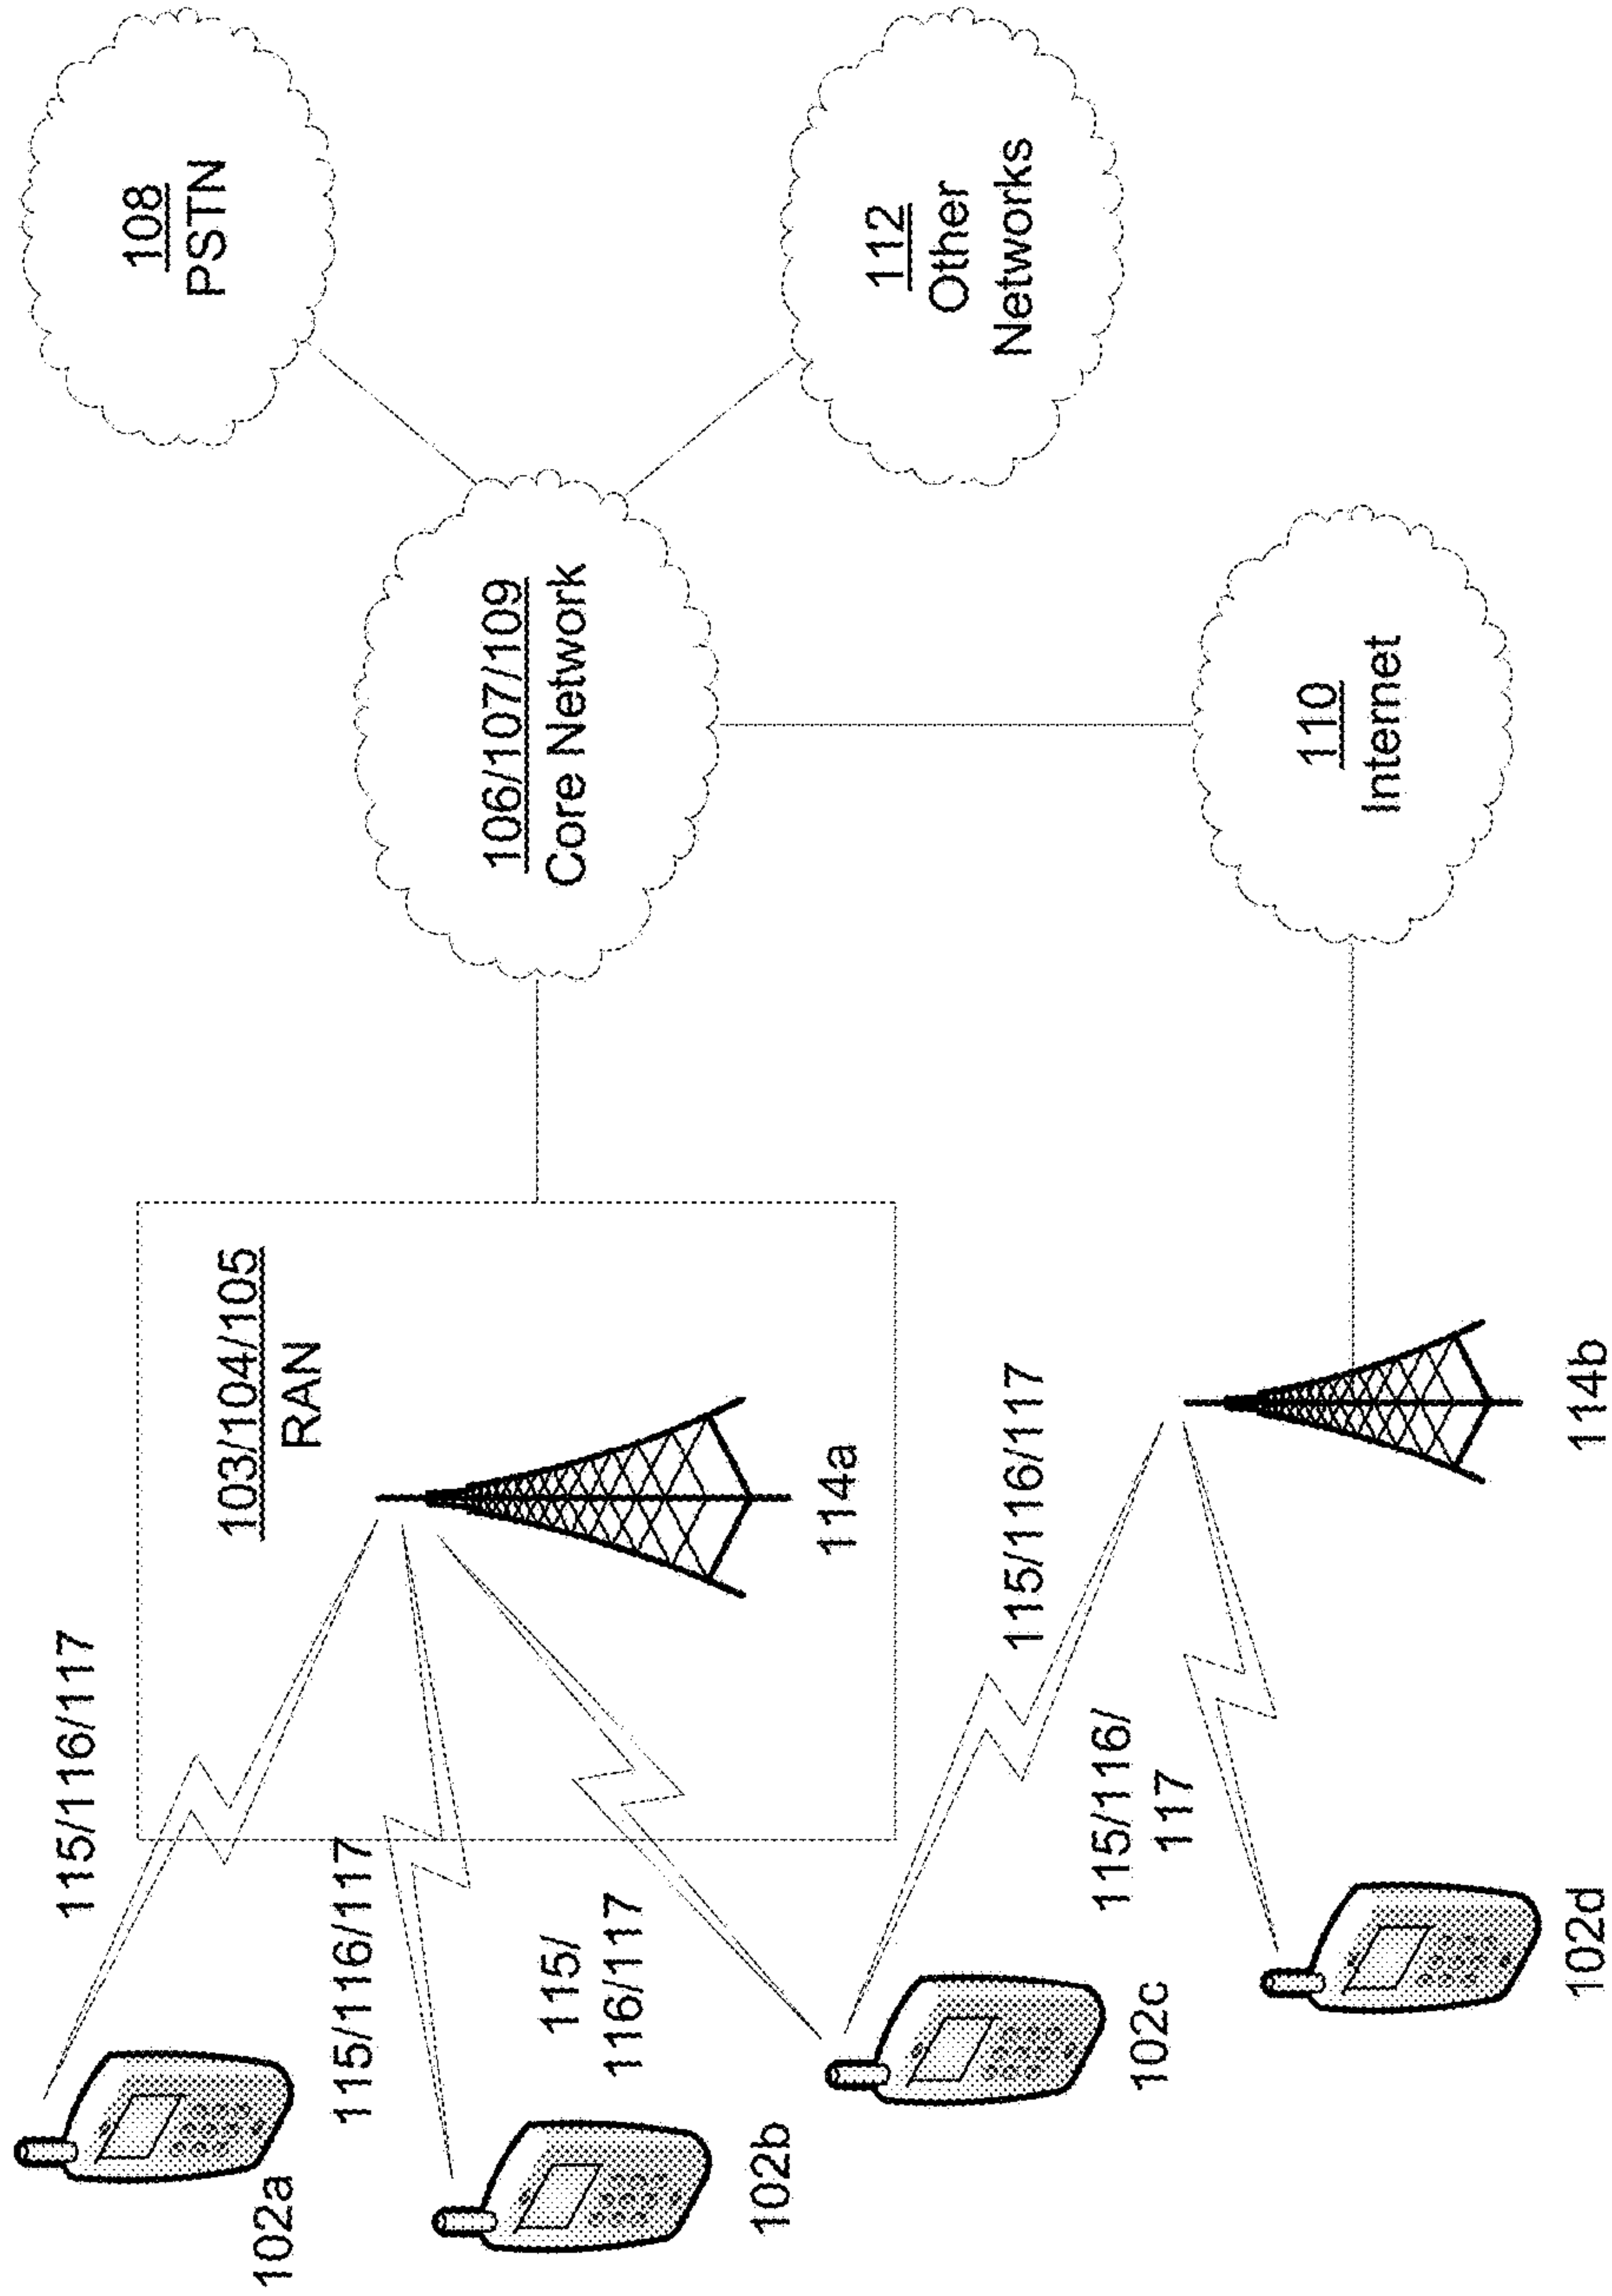 102a
115/116/117
103/104/105
RAN
108
PSTN
102b
115/116/117
114a
106/107/109
Core Network
115/
116/117
112
Other
Networks
102c
115/116/117
115/116/
117
110
Internet
102d
114b